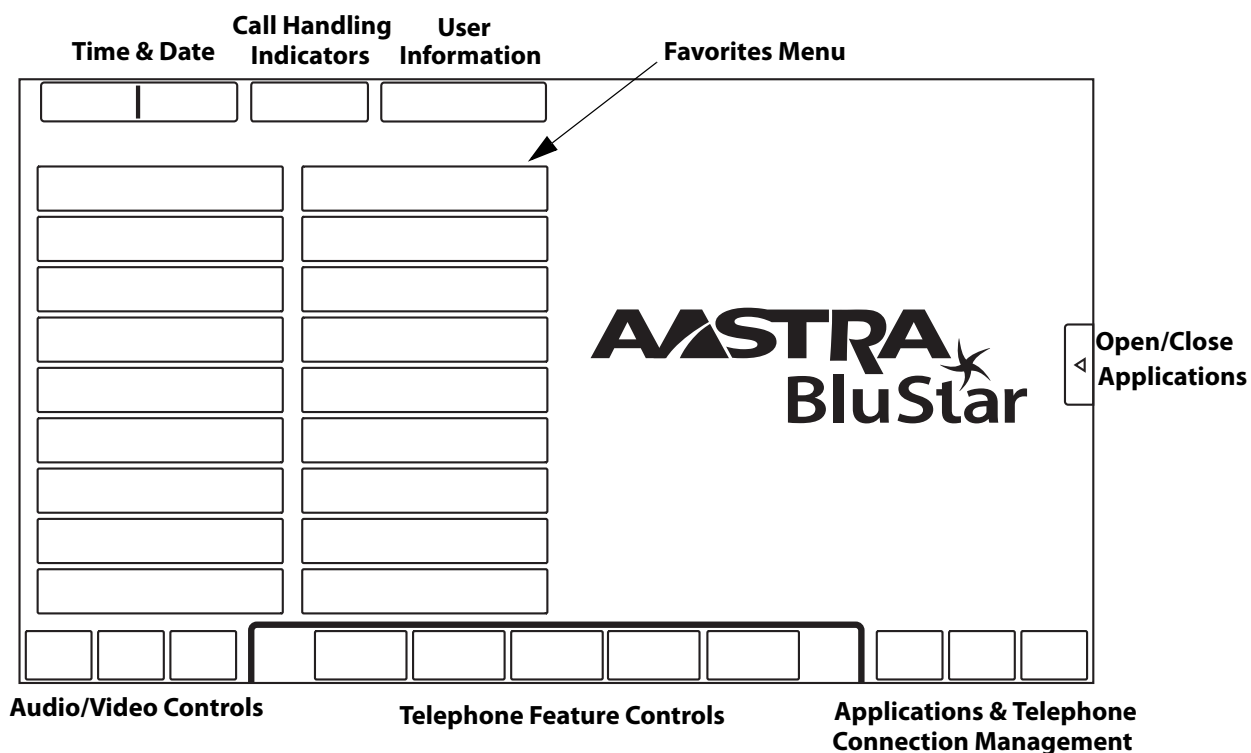 Time & Date
Call Handling
Indicators
User
Information
Favorites Menu
AASTRA
BluStar
Open/Close
Applications
Audio/Video Controls
Telephone Feature Controls
Applications & Telephone
Connection Management